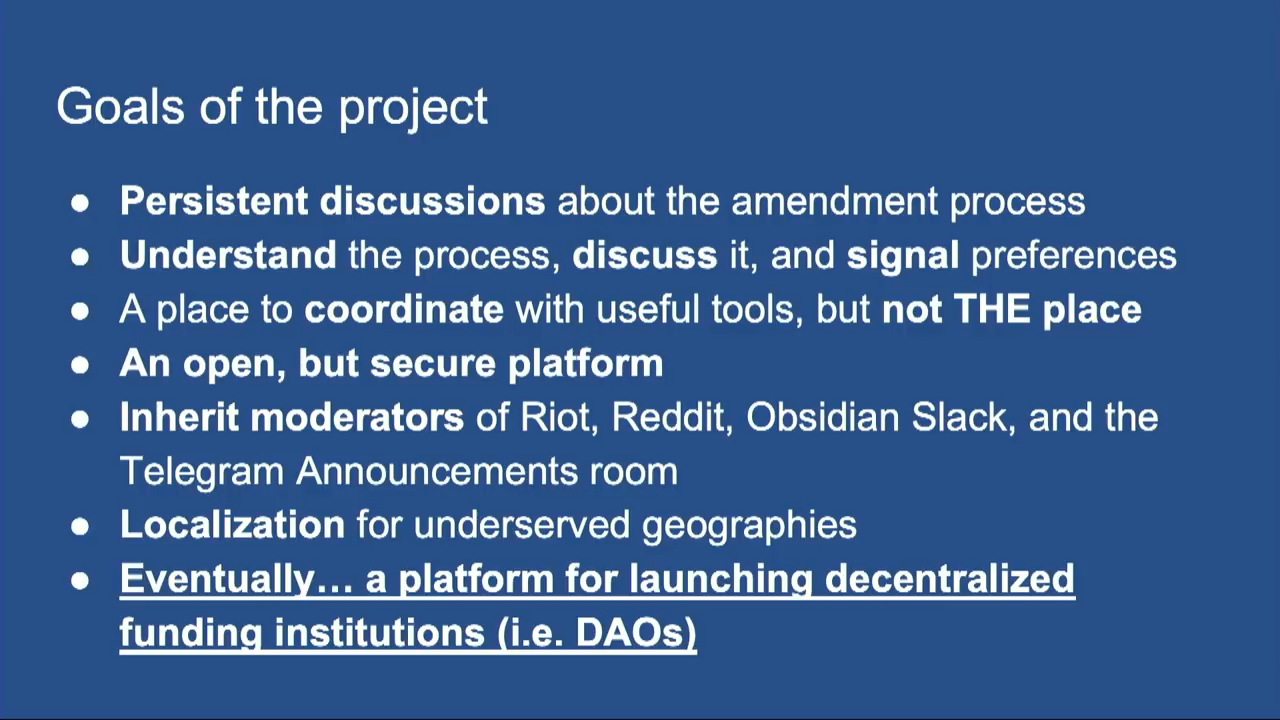 Goals of the project
● Persistent discussions about the amendment process
● Understand the process, discuss it, and signal preferences
● A place to coordinate with useful tools, but not THE place
● An open, but secure platform
● Inherit moderators of Riot, Reddit, Obsidian Slack, and the
Telegram Announcements room
● Localization for underserved geographies
● Eventually… a platform for launching decentralized
funding institutions (i.e. DAOs)